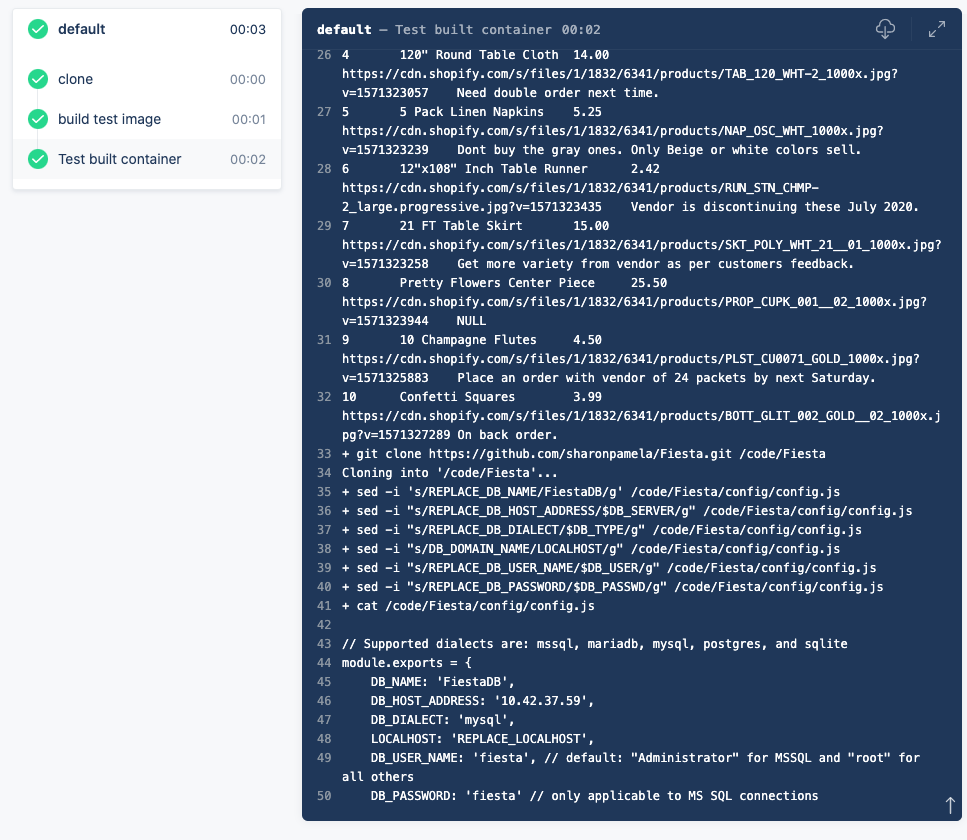 default 00:03
clone 00:00
build test image 00:01
Test built container 00:02
default — Test built container 00:02
26 4 120" Round Table Cloth 14.00
https://cdn.shopify.com/s/files/1/1832/6341/products/TAB_120_WHT-2_1000x.jpg?
v=1571323057 Need double order next time.
27 5 5 Pack Linen Napkins 5.25
https://cdn.shopify.com/s/files/1/1832/6341/products/NAP_OSC_WHT_1000x.jpg?
v=1571323239 Dont buy the gray ones. Only Beige or white colors sell.
28 6 12"x108" Inch Table Runner 2.42
https://cdn.shopify.com/s/files/1/1832/6341/products/RUN_STN_CHMP-
2_large.progressive.jpg?v=1571323435 Vendor is discontinuing these July 2020.
29 7 21 FT Table Skirt 15.00
https://cdn.shopify.com/s/files/1/1832/6341/products/SKT_POLY_WHT_21__01_1000x.jpg?
v=1571323258 Get more variety from vendor as per customers feedback.
30 8 Pretty Flowers Center Piece 25.50
https://cdn.shopify.com/s/files/1/1832/6341/products/PROP_CUPK_001__02_1000x.jpg?
v=1571323944 NULL
31 9 10 Champagne Flutes 4.50
https://cdn.shopify.com/s/files/1/1832/6341/products/PLST_CU0071_GOLD_1000x.jpg?
v=1571325883 Place an order with vendor of 24 packets by next Saturday.
32 10 Confetti Squares 3.99
https://cdn.shopify.com/s/files/1/1832/6341/products/BOTT_GLIT_002_GOLD__02_1000x.j
pg?v=1571327289 On back order.
33 + git clone https://github.com/sharonpamela/Fiesta.git /code/Fiesta
34 Cloning into '/code/Fiesta'...
35 + sed -i 's/REPLACE_DB_NAME/FiestaDB/g' /code/Fiesta/config/config.js
36 + sed -i "s/REPLACE_DB_HOST_ADDRESS/$DB_SERVER/g" /code/Fiesta/config/config.js
37 + sed -i "s/REPLACE_DB_DIALECT/$DB_TYPE/g" /code/Fiesta/config/config.js
38 + sed -i "s/DB_DOMAIN_NAME/LOCALHOST/g" /code/Fiesta/config/config.js
39 + sed -i "s/REPLACE_DB_USER_NAME/$DB_USER/g" /code/Fiesta/config/config.js
40 + sed -i "s/REPLACE_DB_PASSWORD/$DB_PASSWD/g" /code/Fiesta/config/config.js
41 + cat /code/Fiesta/config/config.js
42
43 // Supported dialects are: mssql, mariadb, mysql, postgres, and sqlite
44 module.exports = {
45 DB_NAME: 'FiestaDB',
46 DB_HOST_ADDRESS: '10.42.37.59',
47 DB_DIALECT: 'mysql',
48 LOCALHOST: 'REPLACE_LOCALHOST',
49 DB_USER_NAME: 'fiesta', // default: "Administrator" for MSSQL and "root" for
all others
50 DB_PASSWORD: 'fiesta' // only applicable to MS SQL connections